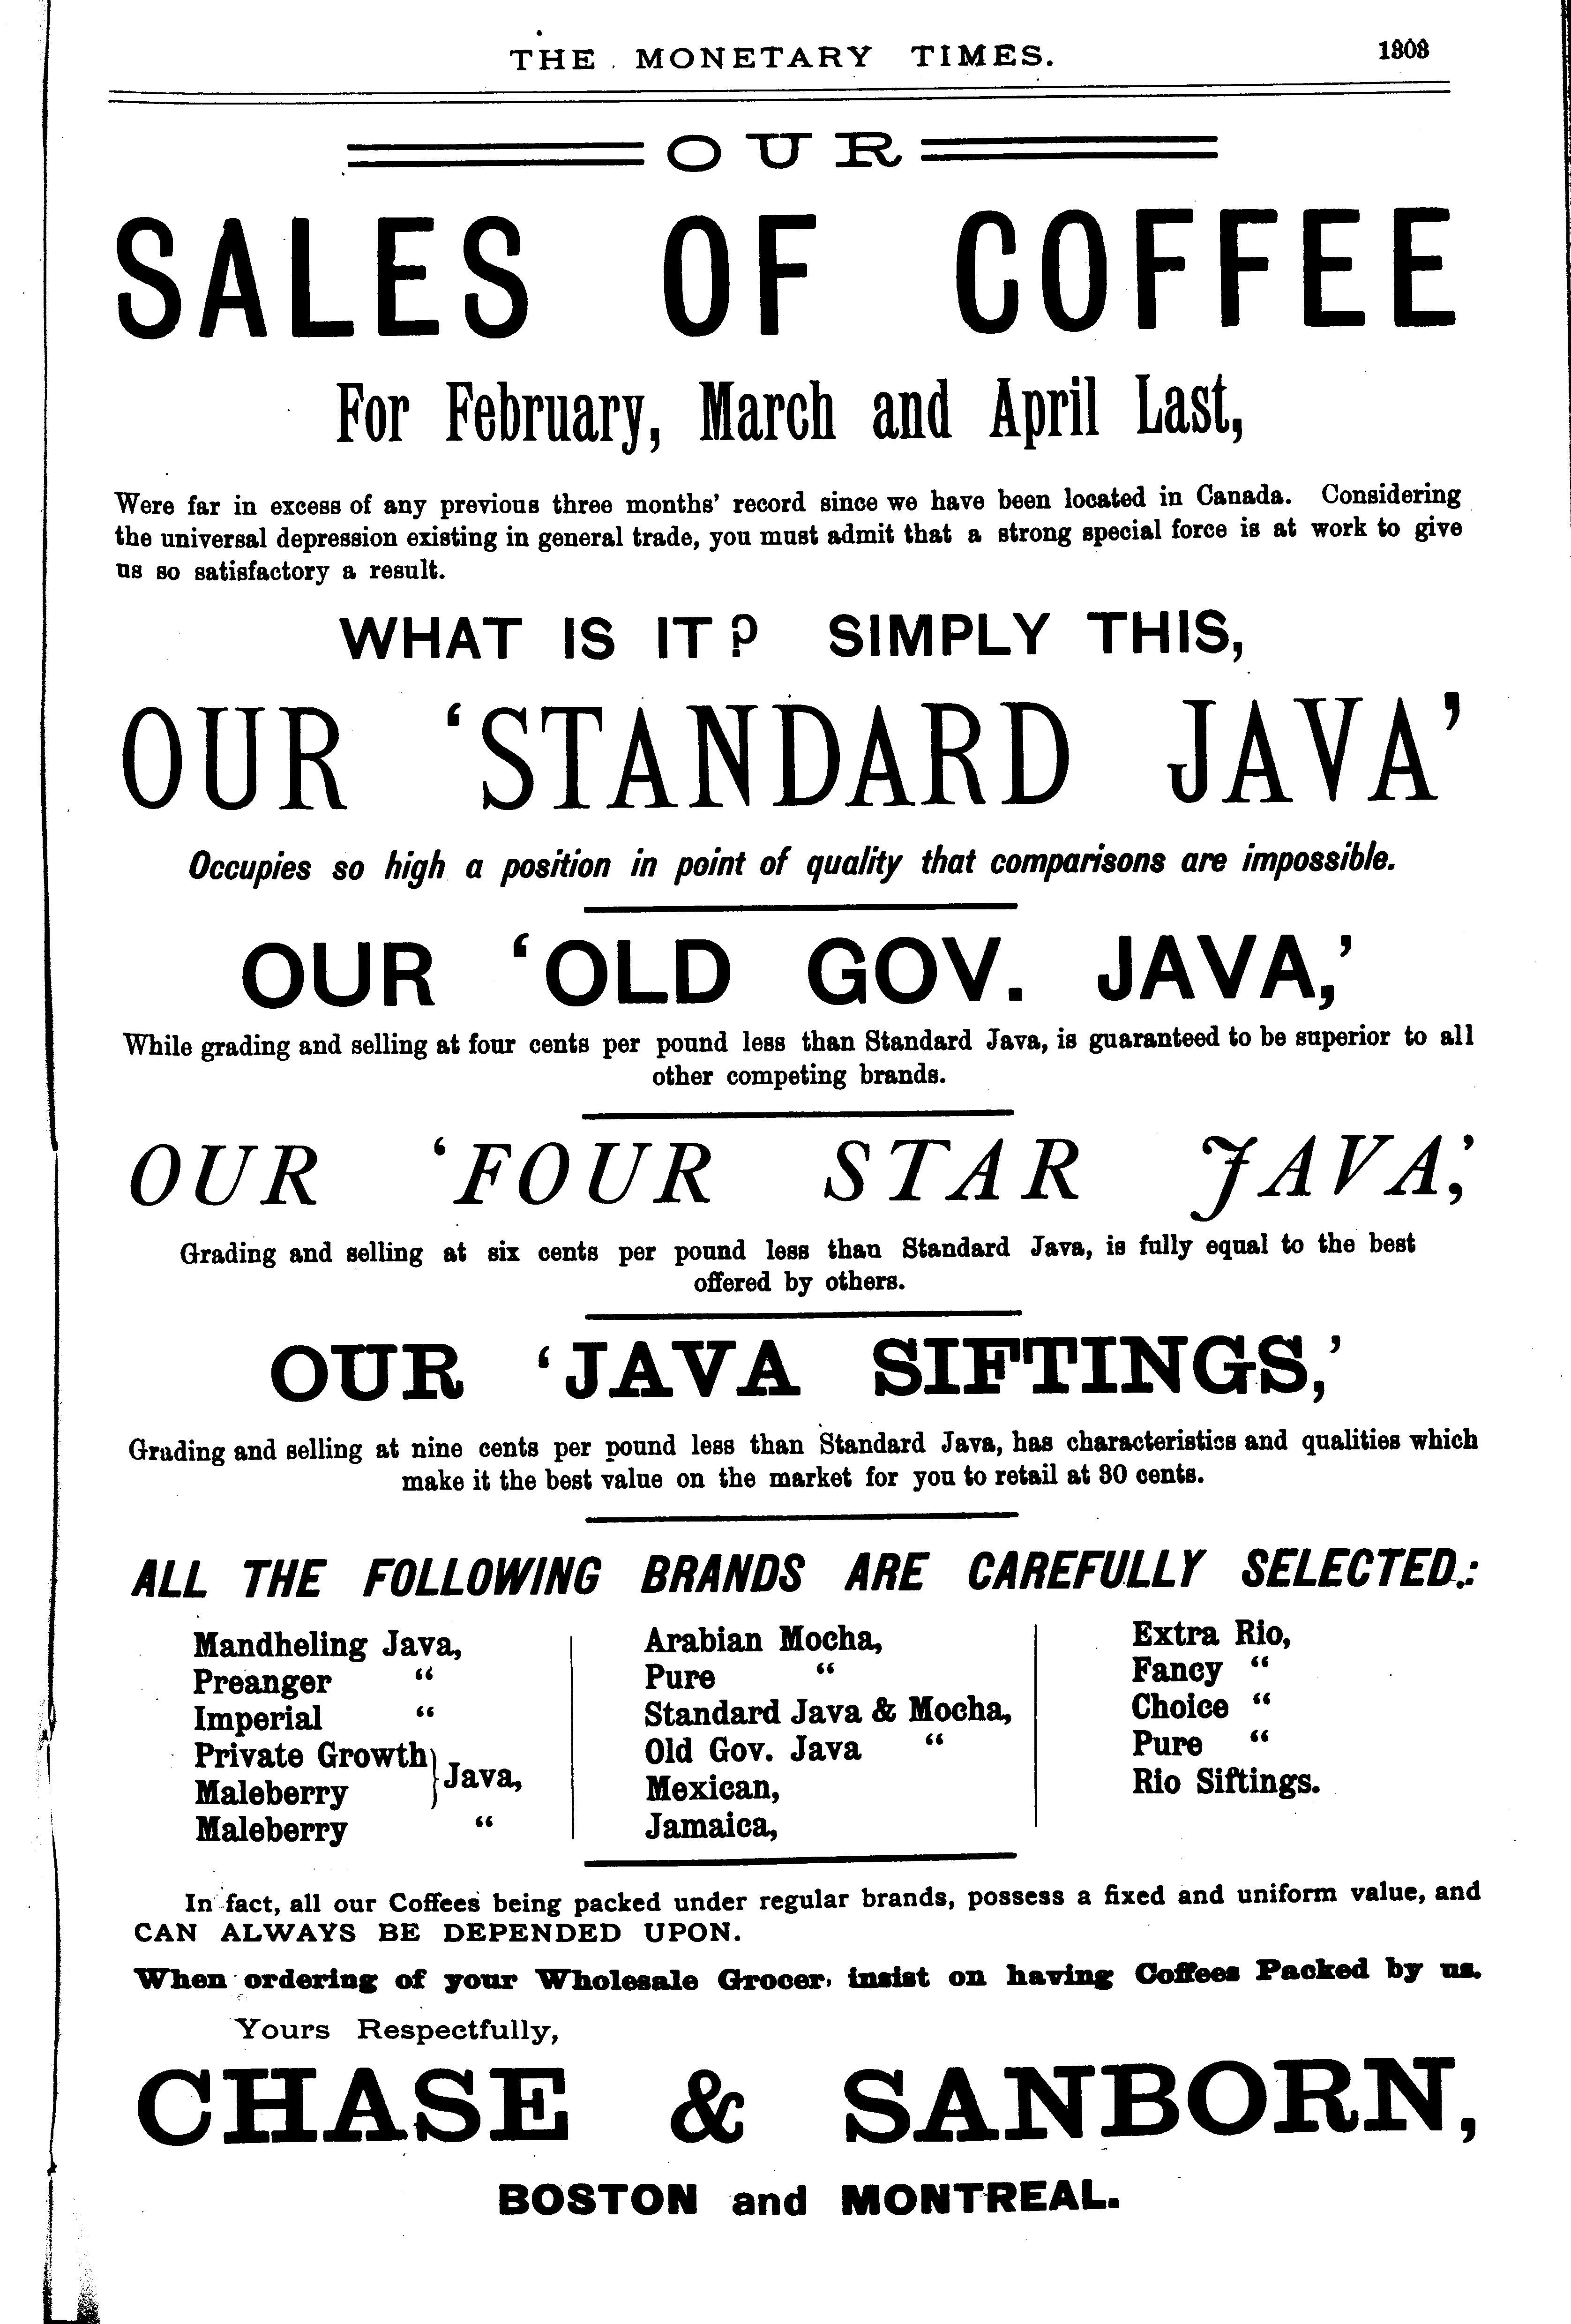 THE MONETARY TIMES. 1303
OUR
SALES OF COFFEE
For February, March and April Last,
Were far in excess of any previous three months' record since we have been located in Canada. Considering
the universal depression existing in general trade, you must admit that a strong special force is at work to give
us so satisfactory a result.
WHAT IS IT? SIMPLY THIS,
OUR 'STANDARD JAVA'
Occupies so high a position in point of quality that comparisons are impossible.
OUR 'OLD GOV. JAVA,'
While grading and selling at four cents per pound less than Standard Java, is guaranteed to be superior to all
other competing brands.
OUR 'FOUR STAR JAVA,'
Grading and selling at six cents per pound less than Standard Java, is fully equal to the best
offered by others.
OUR 'JAVA SIFTINGS,'
Grading and selling at nine cents per pound less than Standard Java, has characteristics and qualities which
make it the best value on the market for you to retail at 30 cents.
ALL THE FOLLOWING BRANDS ARE CAREFULLY SELECTED.:
Mandheling Java,
Preanger “
Imperial “
Private Growth
Maleberry } Java,
Maleberry “
Arabian Mocha,
Pure “
Standard Java & Mocha,
Old Gov. Java “
Mexican,
Jamaica,
Extra Rio,
Fancy “
Choice “
Pure “
Rio Siftings.
In fact, all our Coffees being packed under regular brands, possess a fixed and uniform value, and
CAN ALWAYS BE DEPENDED UPON.
When ordering of your Wholesale Grocer, insist on having Coffees Packed by us.
Yours Respectfully,
CHASE & SANBORN,
BOSTON and MONTREAL.